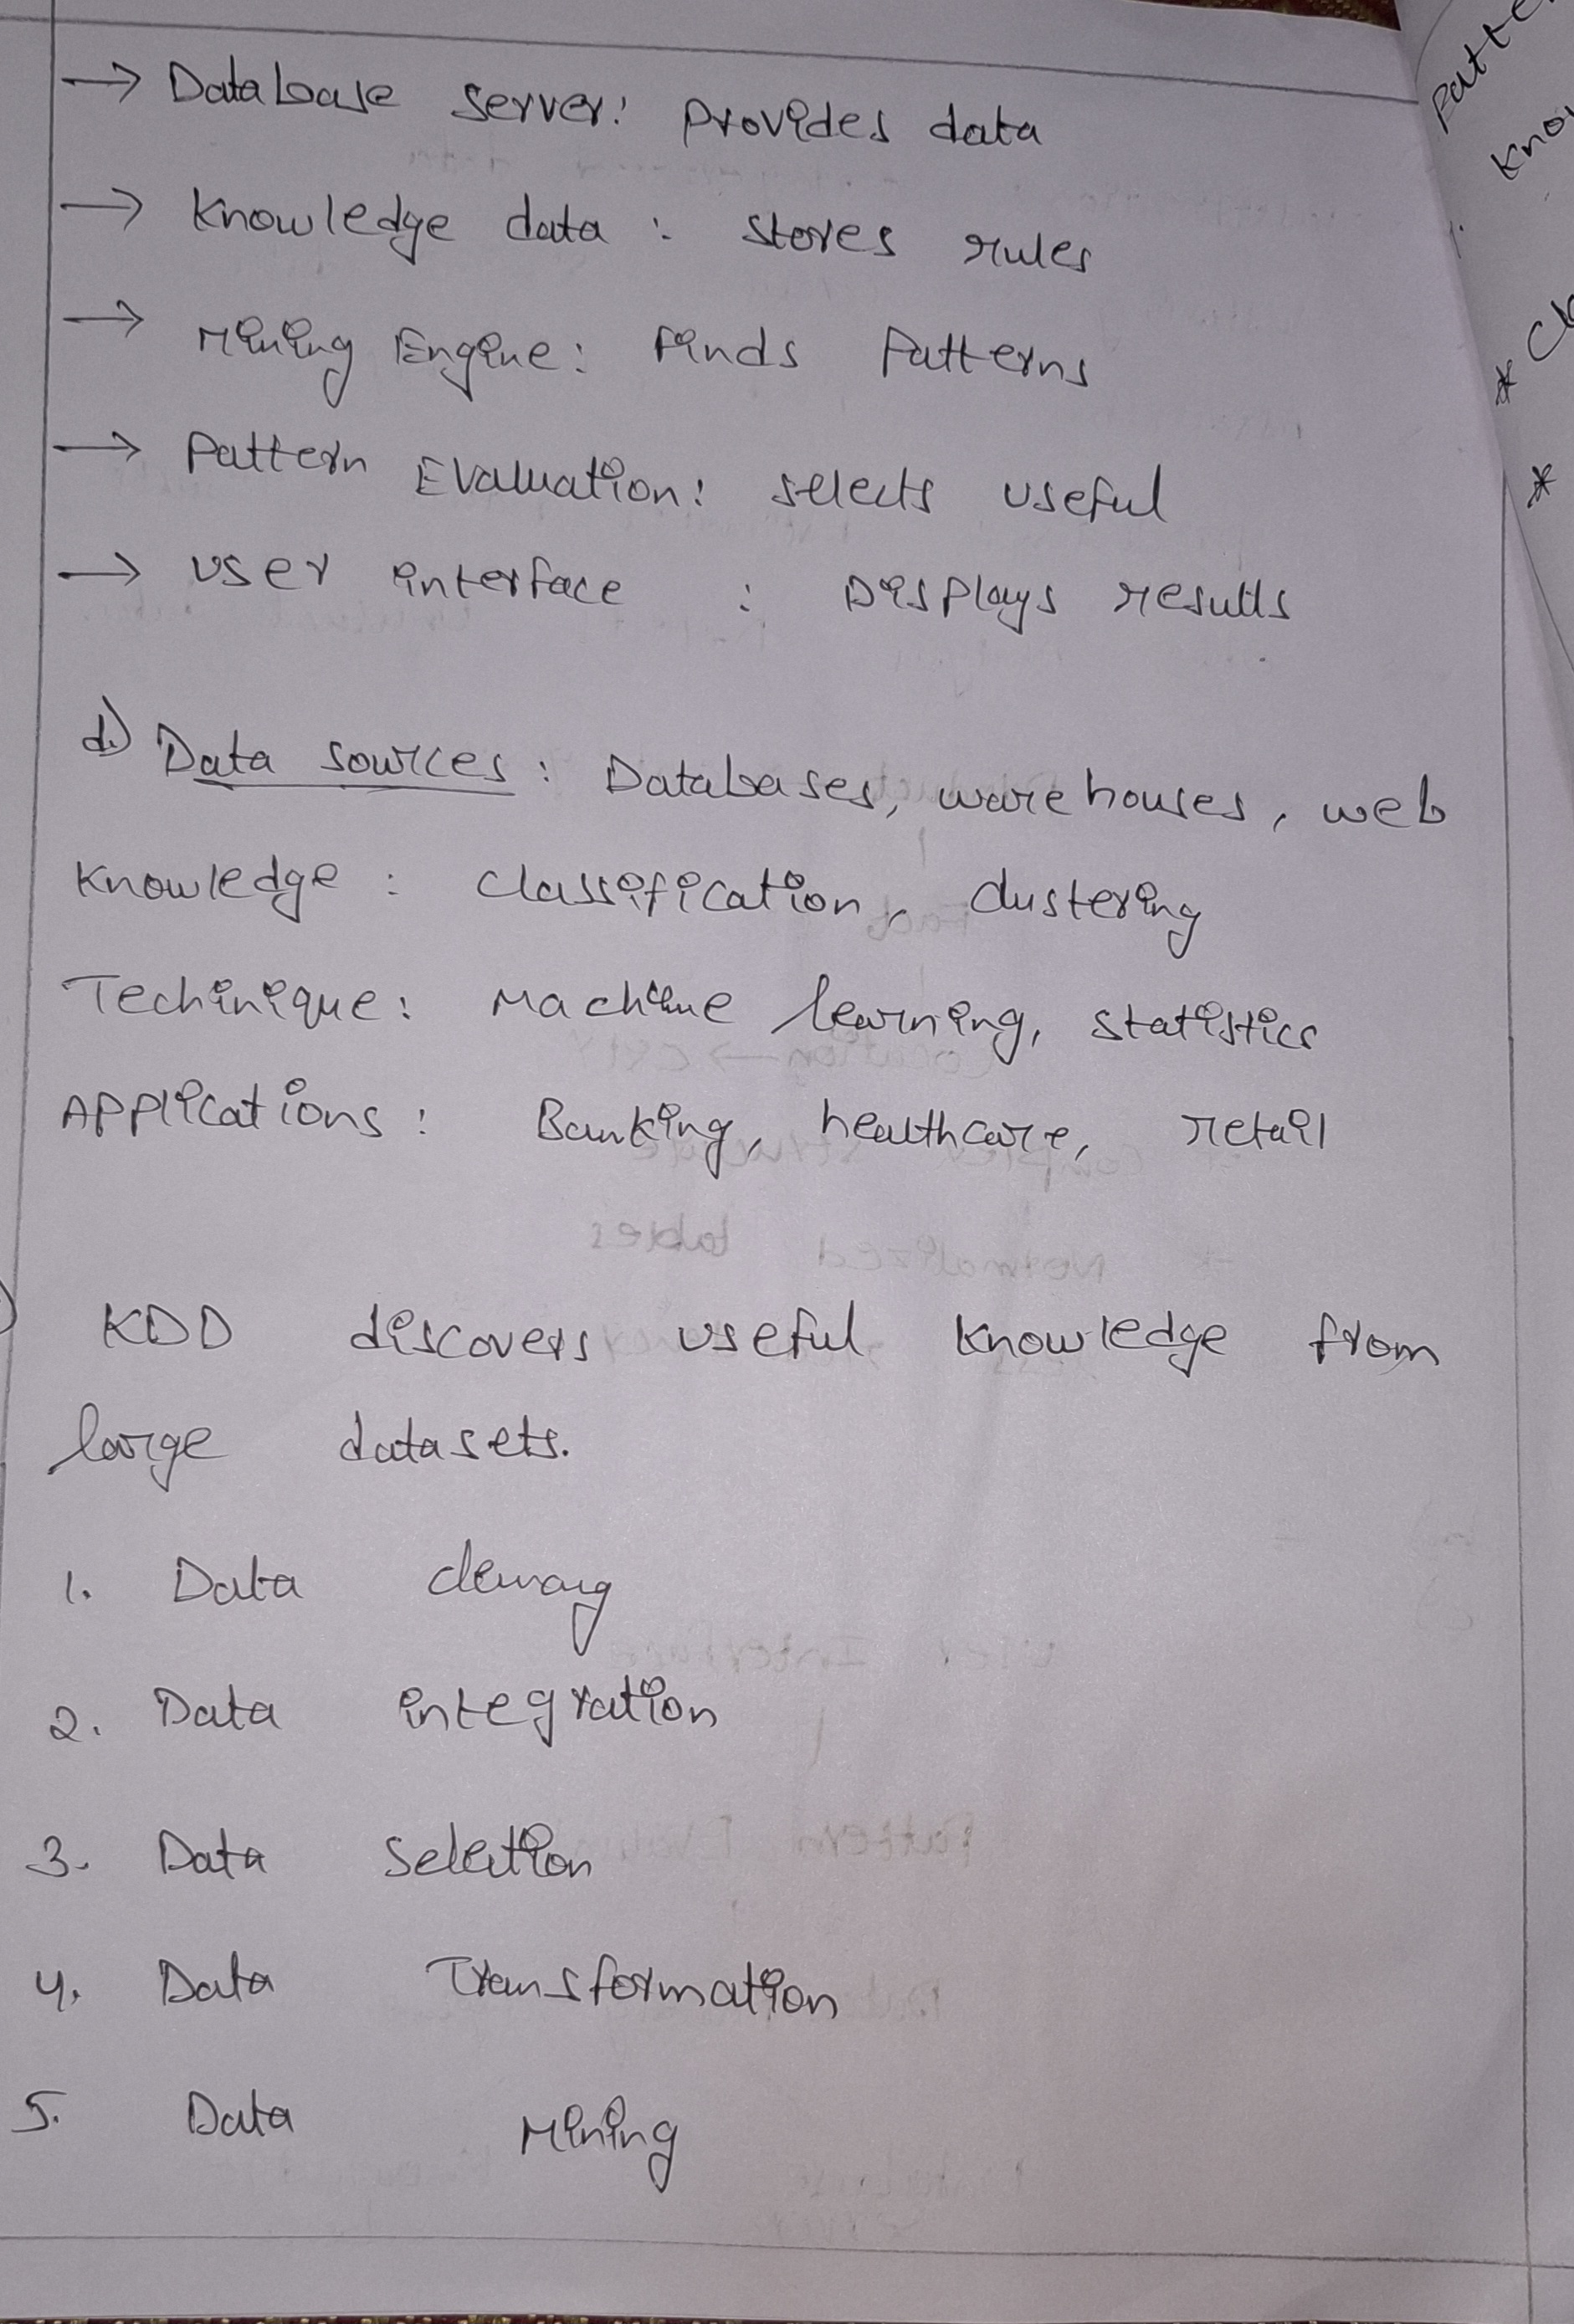 → Database server: Provides data
→ Knowledge data : stores rules
→ Mining Engine: Finds Patterns
→ Pattern Evaluation: selects useful
→ user interface : Displays results
d) Data sources : Databases, warehouses, web
Knowledge : classification, clustering
Techinique: Machine learning, statistics
Applications : Banking, healthcare, retail
KDD discovers useful knowledge from
large datasets.
1. Data
2. Data integration
3. Data Selection
4. Data Transformation
5. Data Mining